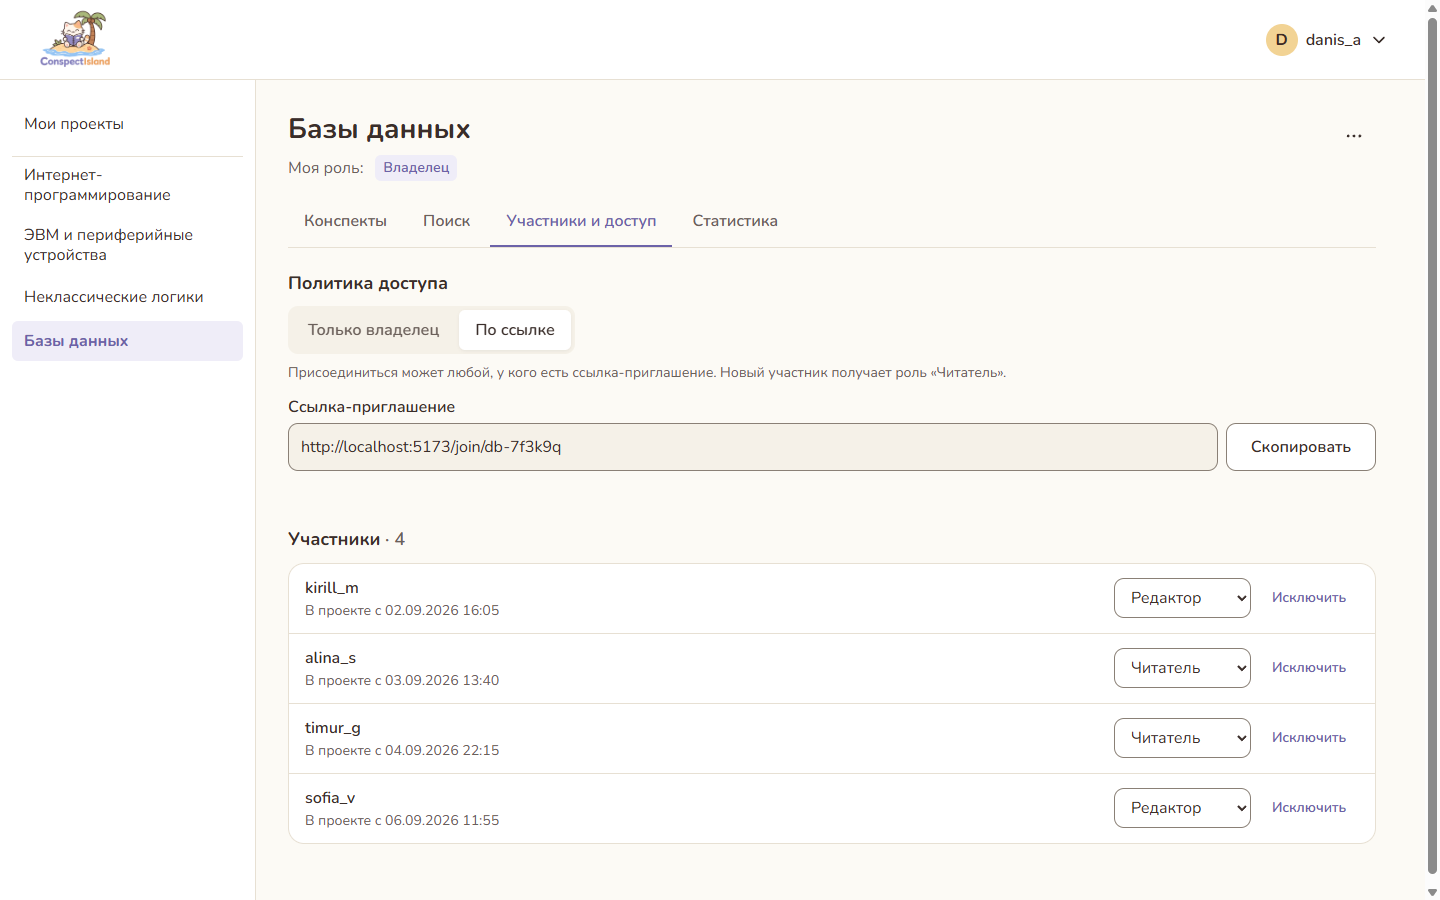 ConspectIsland
D
danis_a
Мои проекты
Интернет-
программирование
ЭВМ и периферийные
устройства
Неклассические логики
Базы данных
Базы данных
...
Моя роль: Владелец
Конспекты Поиск Участники и доступ Статистика
Политика доступа
Только владелец По ссылке
Присоединиться может любой, у кого есть ссылка-приглашение. Новый участник получает роль «Читатель».
Ссылка-приглашение
http://localhost:5173/join/db-7f3k9q Скопировать
Участники · 4
kirill_m
В проекте с 02.09.2026 16:05
Редактор Исключить
alina_s
В проекте с 03.09.2026 13:40
Читатель Исключить
timur_g
В проекте с 04.09.2026 22:15
Читатель Исключить
sofia_v
В проекте с 06.09.2026 11:55
Редактор Исключить